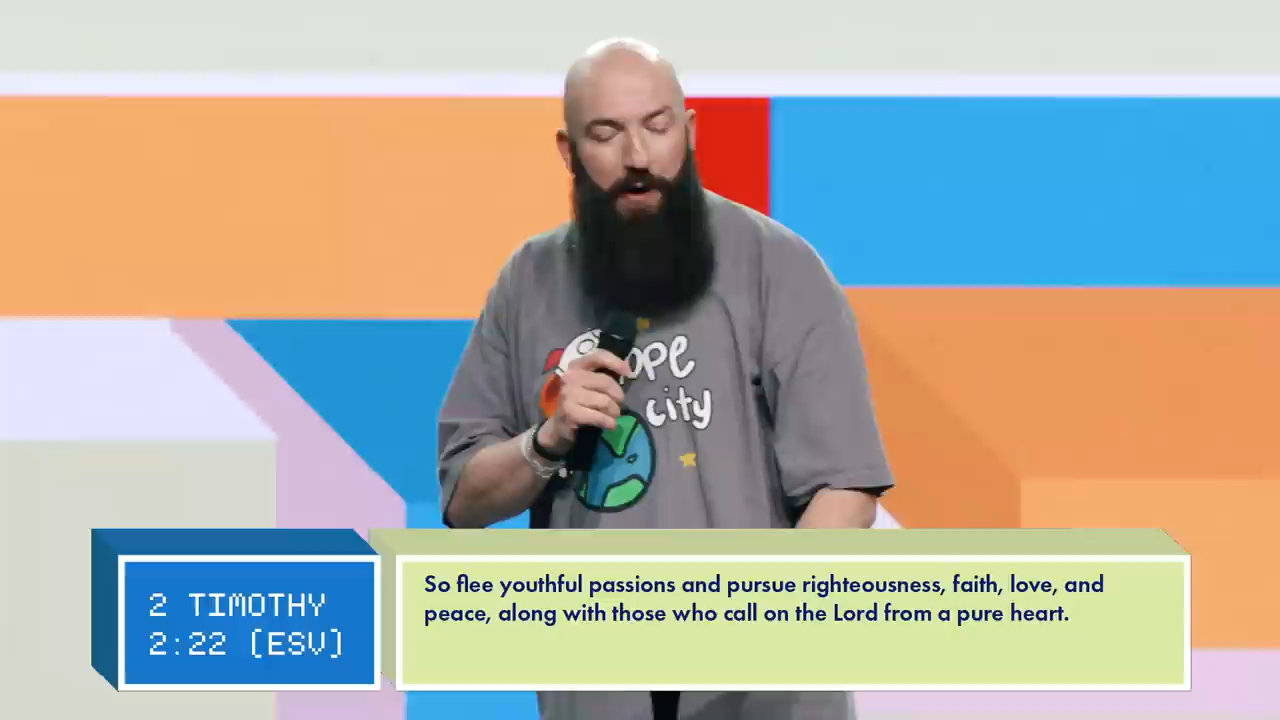 city
2 TIMOTHY
2:22 (ESV)
So flee youthful passions and pursue righteousness, faith, love, and
peace, along with those who call on the Lord from a pure heart.